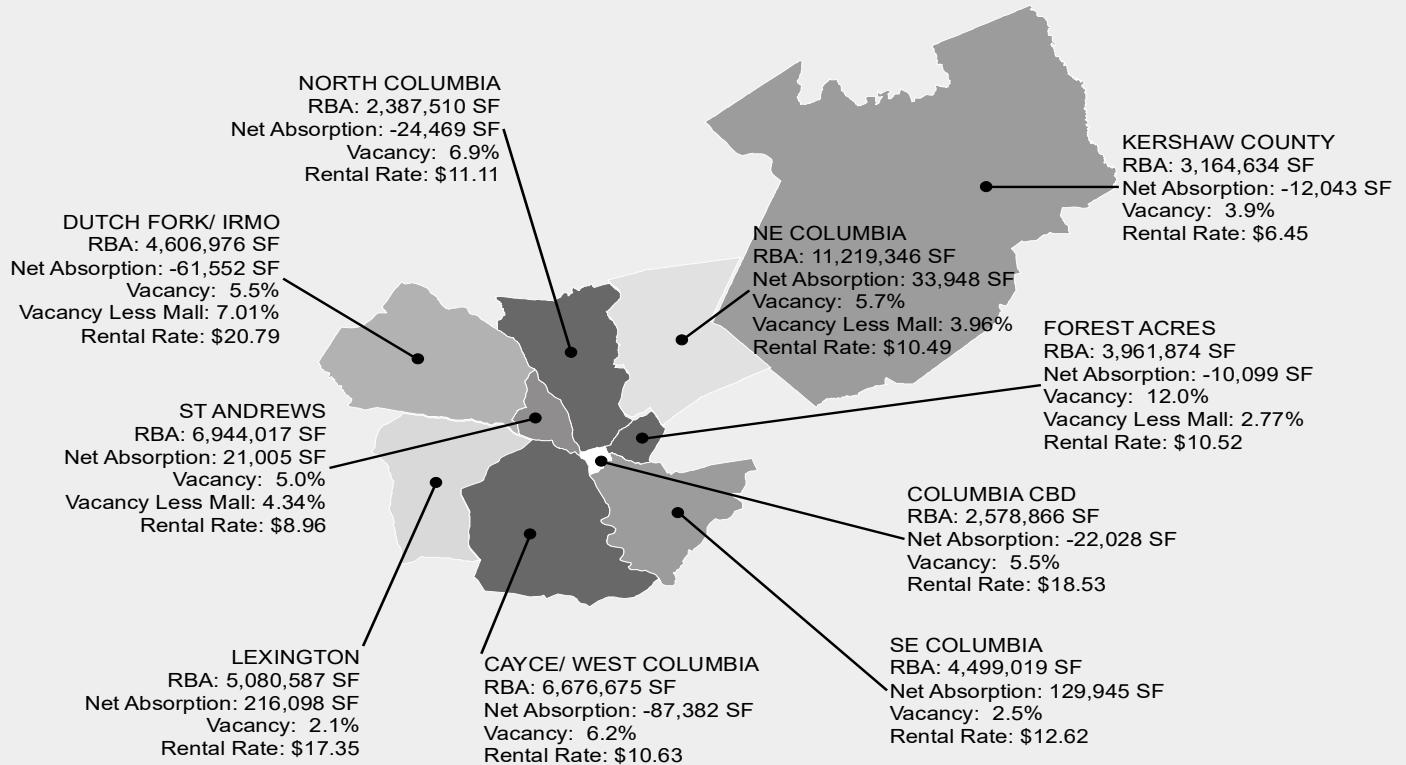 NORTH COLUMBIA
RBA: 2,387,510 SF
Net Absorption: -24,469 SF
Vacancy: 6.9%
Rental Rate: $11.11
KERSHAW COUNTY
RBA: 3,164,634 SF
Net Absorption: -12,043 SF
Vacancy: 3.9%
Rental Rate: $6.45
DUTCH FORK/ IRMO
RBA: 4,606,976 SF
Net Absorption: -61,552 SF
Vacancy: 5.5%
Vacancy Less Mall: 7.01%
Rental Rate: $20.79
NE COLUMBIA
RBA: 11,219,346 SF
Net Absorption: 33,948 SF
Vacancy: 5.7%
Vacancy Less Mall: 3.96%
Rental Rate: $10.49
FOREST ACRES
RBA: 3,961,874 SF
Net Absorption: -10,099 SF
Vacancy: 12.0%
Vacancy Less Mall: 2.77%
Rental Rate: $10.52
ST ANDREWS
RBA: 6,944,017 SF
Net Absorption: 21,005 SF
Vacancy: 5.0%
Vacancy Less Mall: 4.34%
Rental Rate: $8.96
COLUMBIA CBD
RBA: 2,578,866 SF
Net Absorption: -22,028 SF
Vacancy: 5.5%
Rental Rate: $18.53
LEXINGTON
RBA: 5,080,587 SF
Net Absorption: 216,098 SF
Vacancy: 2.1%
Rental Rate: $17.35
CAYCE/ WEST COLUMBIA
RBA: 6,676,675 SF
Net Absorption: -87,382 SF
Vacancy: 6.2%
Rental Rate: $10.63
SE COLUMBIA
RBA: 4,499,019 SF
Net Absorption: 129,945 SF
Vacancy: 2.5%
Rental Rate: $12.62